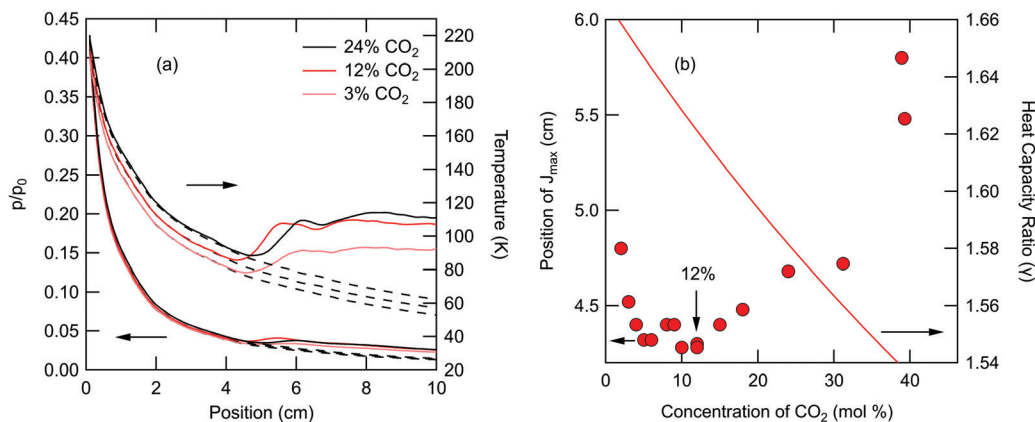 0.45
0.40
0.35
0.30
0.25
0.20
0.15
0.10
0.05
0.00
p/p₀
(a)
24% CO₂
12% CO₂
3% CO₂
220
200
180
160
140
120
100
80
60
40
20
Temperature (K)
0 2 4 6 8 10
Position (cm)
6.0
5.5
5.0
4.5
Position of Jₘₐₓ (cm)
(b)
12%
1.66
1.64
1.62
1.60
1.58
1.56
1.54
Heat Capacity
Ratio (γ)
0 10 20 30 40
Concentration of CO₂ (mol %)